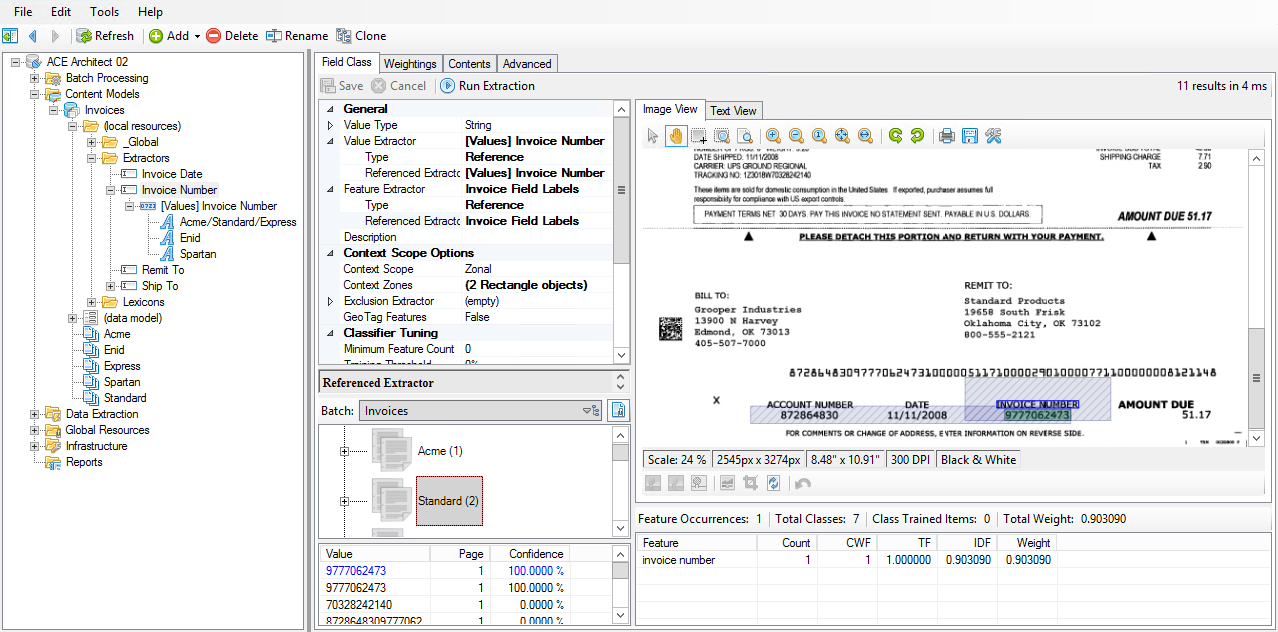 File Edit Tools Help
Refresh Add Delete Rename Clone
ACE Architect 02
Batch Processing
Content Models
Invoices
(local resources)
_Global
Extractors
Invoice Date
Invoice Number
[Values] Invoice Number
Acme/Standard/Express
Enid
Spartan
Remit To
Ship To
Lexicons
(data model)
Acme
Enid
Express
Spartan
Standard
Data Extraction
Global Resources
Infrastructure
Reports
Field Class Weightings Contents Advanced
Save Cancel Run Extraction 11 results in 4 ms
General
Value Type String
Value Extractor [Values] Invoice Number
Type Reference
Referenced Extractc [Values] Invoice Number
Feature Extractor Invoice Field Labels
Type Reference
Referenced Extractc Invoice Field Labels
Description
Context Scope Options
Context Scope Zonal
Context Zones (2 Rectangle objects)
Exclusion Extractor (empty)
GeoTag Features False
Classifier Tuning
Minimum Feature Count 0
Referenced Extractor
Batch: Invoices
Acme (1)
Standard (2)
Value Page Confidence
9777062473 1 100.0000 %
9777062473 1 100.0000 %
70328242140 1 0.0000 %
8728648309777062 1 0.0000 %
Image View Text View
DATE SHIPPED: 11/11/2008 SHIPPING CHARGE 7.71
CARRIER: UPS GROUND REGIONAL TAX 2.90
TRACKING NO: 1Z3018W70328242140
These items are sold for domestic consumption in the United States If exported, purchaser assumes full
responsibility for compliance with US export controls.
PAYMENT TERMS NET 30 DAYS. PAY THIS INVOICE NO STATEMENT SENT. PAYABLE IN U.S. DOLLARS.
AMOUNT DUE 51.17
PLEASE DETACH THIS PORTION AND RETURN WITH YOUR PAYMENT.
BILL TO:
Grooper Industries
13900 N Harvey
Edmond, OK 73013
405-507-7000
REMIT TO:
Standard Products
19658 South Frisk
Oklahoma City, OK 73102
800-555-2121
X
ACCOUNT NUMBER DATE INVOICE NUMBER AMOUNT DUE
872864830 11/11/2008 9777062473 51.17
FOR COMMENTS OR CHANGE OF ADDRESS, ENTER INFORMATION ON REVERSE SIDE.
Scale: 24 % 2545px x 3274px 8.48" x 10.91" 300 DPI Black & White
Feature Occurrences: 1 Total Classes: 7 Class Trained Items: 0 Total Weight: 0.903090
Feature Count CWF TF IDF Weight
invoice number 1 1 1.000000 0.903090 0.903090